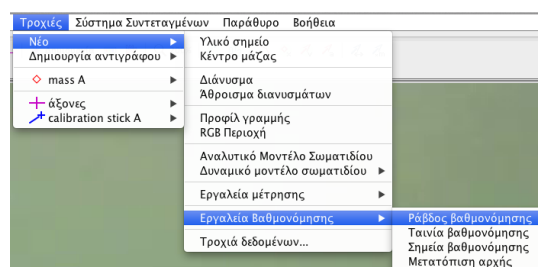 Τροχιές Σύστημα Συντεταγμένων Παράθυρο Βοήθεια
Νέο
Δημιουργία αντιγράφου
mass A
άξονες
calibration stick A
Υλικό σημείο
Κέντρο μάζας
Διάνυσμα
Άθροισμα διανυσμάτων
Προφίλ γραμμής
RGB Περιοχή
Αναλυτικό Μοντέλο Σωματιδίου
Δυναμικό μοντέλο σωματιδίου
Εργαλεία μέτρησης
Εργαλεία Βαθμονόμησης
Τροχιά δεδομένων...
Ράβδος βαθμονόμησης
Ταινία βαθμονόμησης
Σημεία βαθμονόμησης
Μετατόπιση αρχής